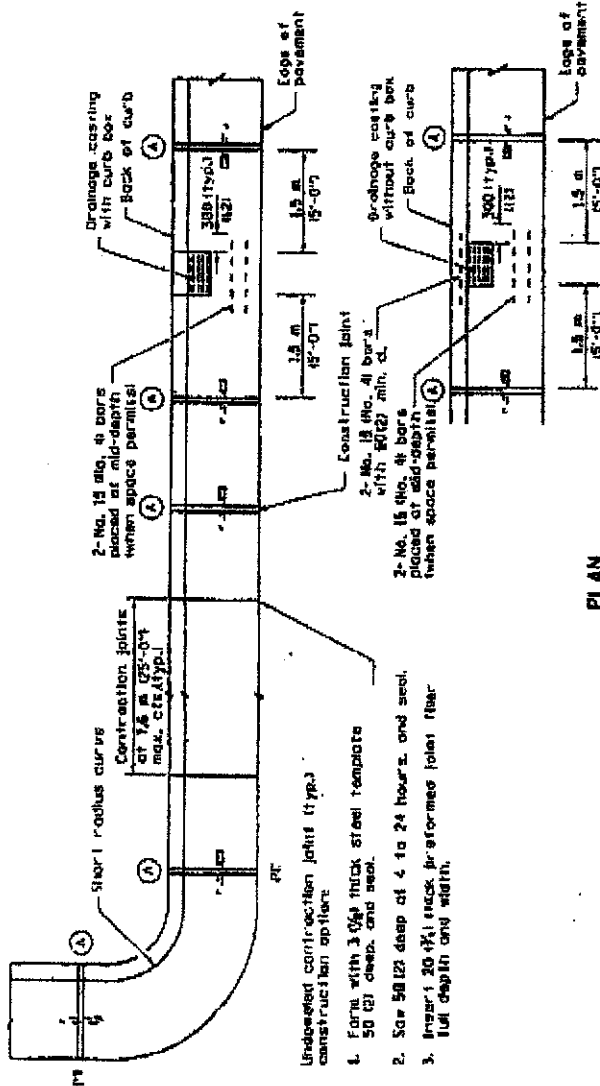 Short radius curve
Contraction joints
at 7.6 m (25'-0")
max. cts.(typ.)
2- No. 15 (No. 4) bars
placed at mid-depth
(when space permits)
Drainage casting
with curb box
Back of curb
300 (typ.)
(12)
Edge of
pavement
A
A
A
A
A
1.5 m
(5'-0")
1.5 m
(5'-0")
PT
PC
Construction joint
Undoweled contraction joint (typ.)
construction options
1. Form with 3 (1/8) thick steel template
50 (2) deep, and seal.
2. Saw 50 (2) deep at 4 to 24 hours, and seal.
3. Insert 20 (3/4) thick preformed joint filler
full depth and width.
2- No. 15 (No. 4) bars
with 50 (2) min. cl.
2- No. 15 (No. 4) bars
placed at mid-depth
(when space permits)
Drainage casting
without curb box
Back of curb
300 (typ.)
(12)
Edge of
pavement
A
A
1.5 m
(5'-0")
1.5 m
(5'-0")
PLAN